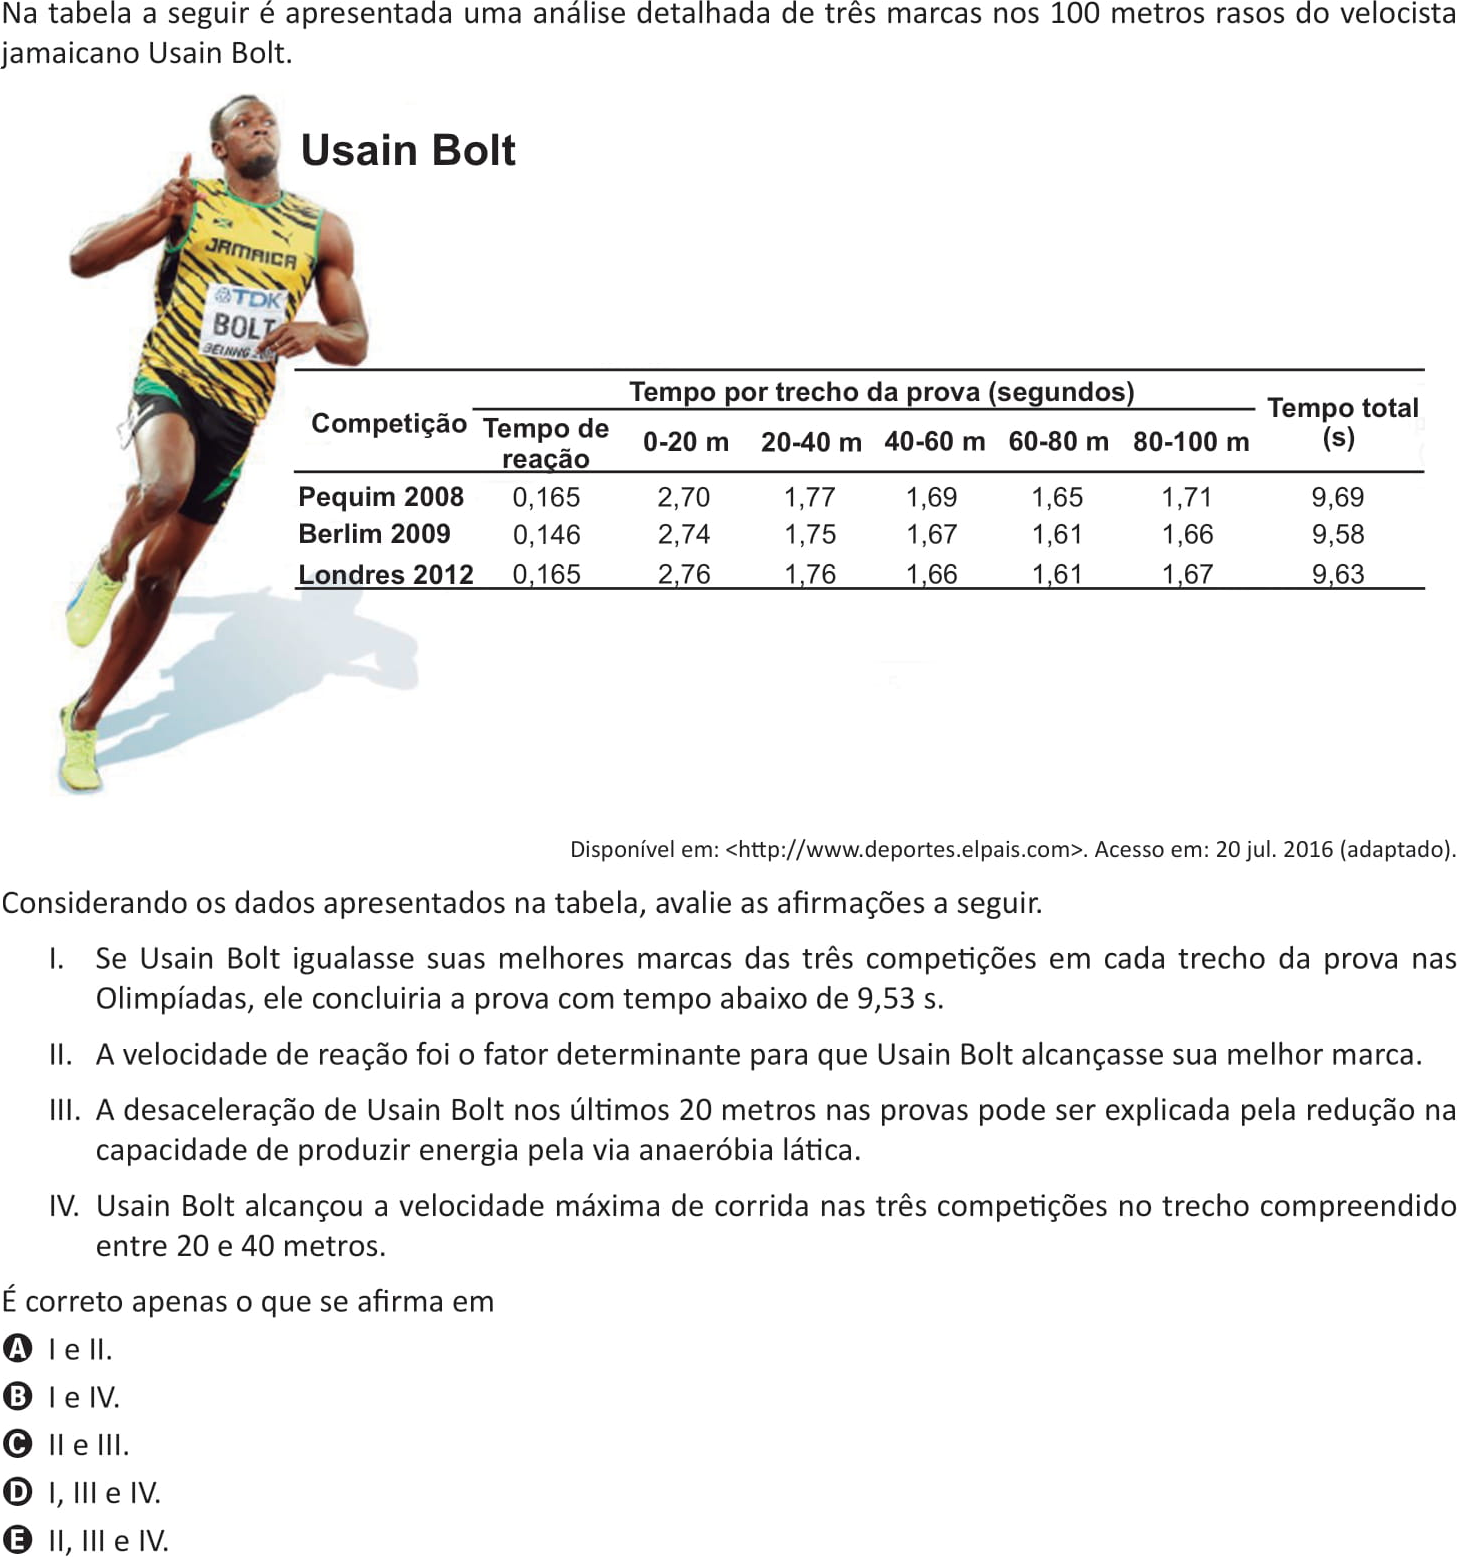 Na tabela a seguir é apresentada uma análise detalhada de três marcas nos 100 metros rasos do velocista
jamaicano Usain Bolt.
Usain Bolt
JAMAICA
TDK
BOLT
BEIJING
Tempo por trecho da prova (segundos)
Competição Tempo de reação 0-20 m 20-40 m 40-60 m 60-80 m 80-100 m Tempo total (s)
Pequim 2008 0,165 2,70 1,77 1,69 1,65 1,71 9,69
Berlim 2009 0,146 2,74 1,75 1,67 1,61 1,66 9,58
Londres 2012 0,165 2,76 1,76 1,66 1,61 1,67 9,63
Disponível em: <http://www.deportes.elpais.com>. Acesso em: 20 jul. 2016 (adaptado).
Considerando os dados apresentados na tabela, avalie as afirmações a seguir.
I. Se Usain Bolt igualasse suas melhores marcas das três competições em cada trecho da prova nas
Olimpíadas, ele concluiria a prova com tempo abaixo de 9,53 s.
II. A velocidade de reação foi o fator determinante para que Usain Bolt alcançasse sua melhor marca.
III. A desaceleração de Usain Bolt nos últimos 20 metros nas provas pode ser explicada pela redução na
capacidade de produzir energia pela via anaeróbia lática.
IV. Usain Bolt alcançou a velocidade máxima de corrida nas três competições no trecho compreendido
entre 20 e 40 metros.
É correto apenas o que se afirma em
A I e II.
B I e IV.
C II e III.
D I, III e IV.
E II, III e IV.